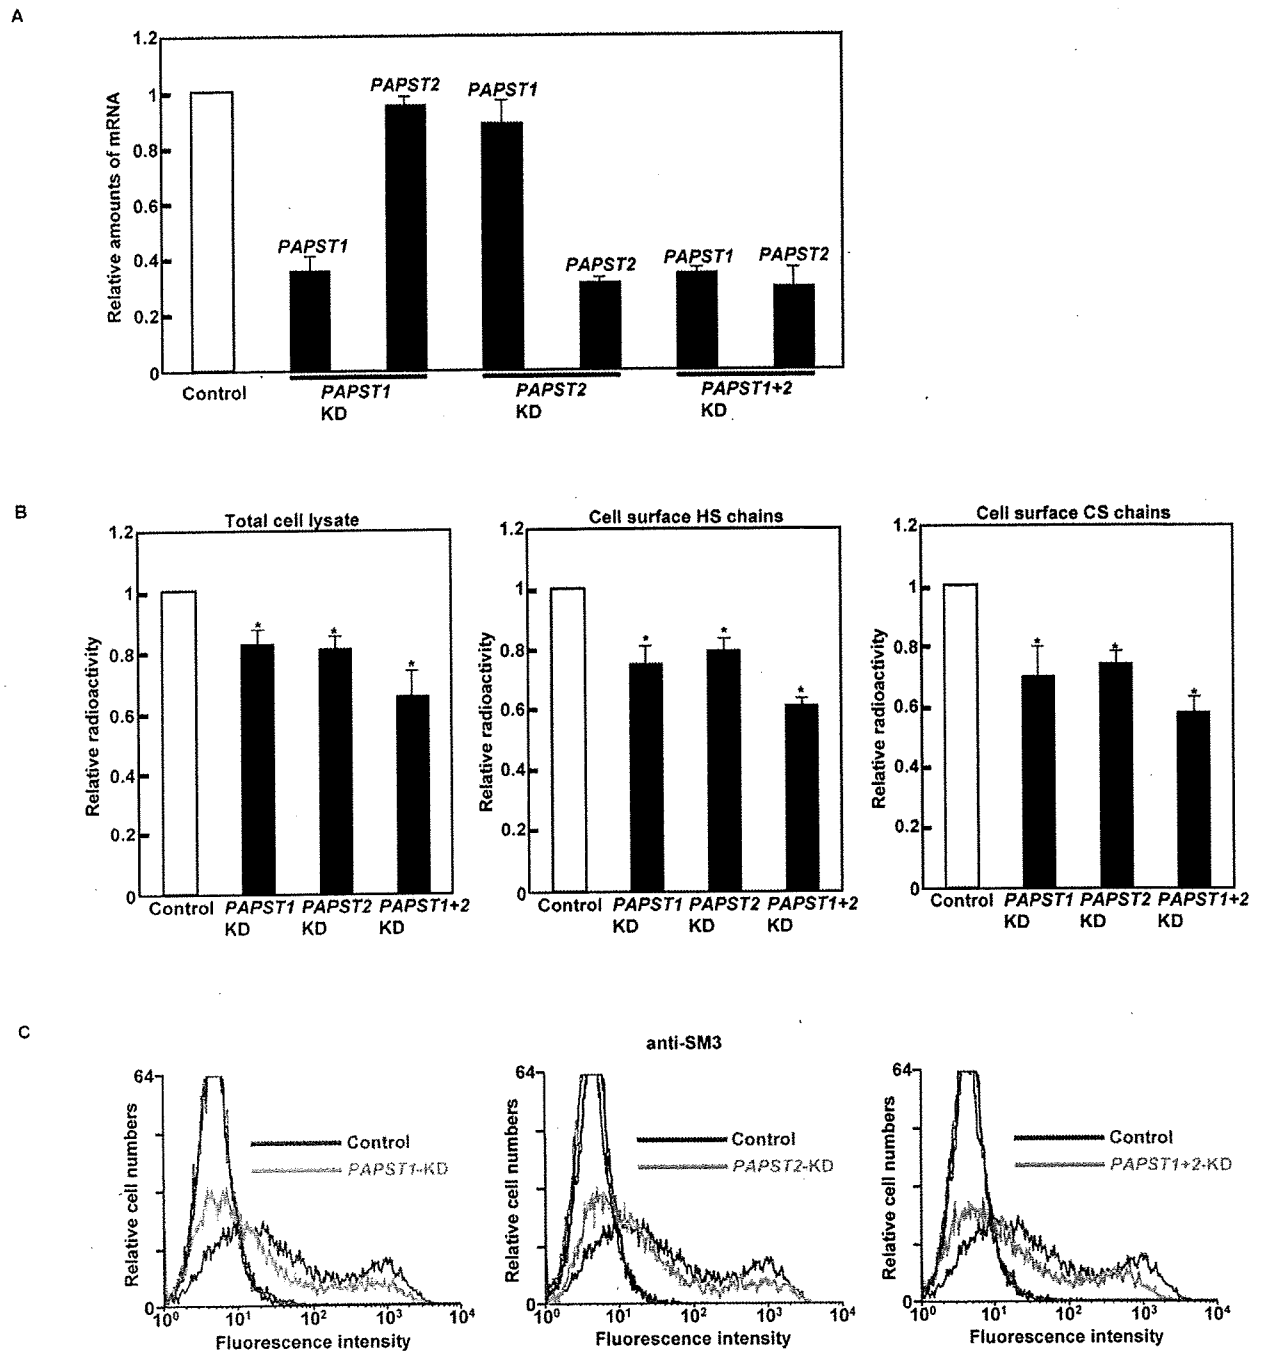 A
1.2
1
0.8
0.6
0.4
0.2
0
Relative amounts of mRNA
PAPST1
PAPST2
PAPST1
PAPST2
PAPST1
PAPST2
Control
PAPST1
KD
PAPST2
KD
PAPST1+2
KD
B
Total cell lysate
1.2
1
0.8
0.6
0.4
0.2
0
Relative radioactivity
*
*
*
Control
PAPST1
KD
PAPST2
KD
PAPST1+2
KD
Cell surface HS chains
1.2
1
0.8
0.6
0.4
0.2
0
Relative radioactivity
*
*
*
Control
PAPST1
KD
PAPST2
KD
PAPST1+2
KD
Cell surface CS chains
1.2
1
0.8
0.6
0.4
0.2
0
Relative radioactivity
*
*
*
Control
PAPST1
KD
PAPST2
KD
PAPST1+2
KD
C
anti-SM3
64
0
Relative cell numbers
Control
PAPST1-KD
10⁰ 10¹ 10² 10³ 10⁴
Fluorescence intensity
64
0
Relative cell numbers
Control
PAPST2-KD
10⁰ 10¹ 10² 10³ 10⁴
Fluorescence intensity
64
0
Relative cell numbers
Control
PAPST1+2-KD
10⁰ 10¹ 10² 10³ 10⁴
Fluorescence intensity